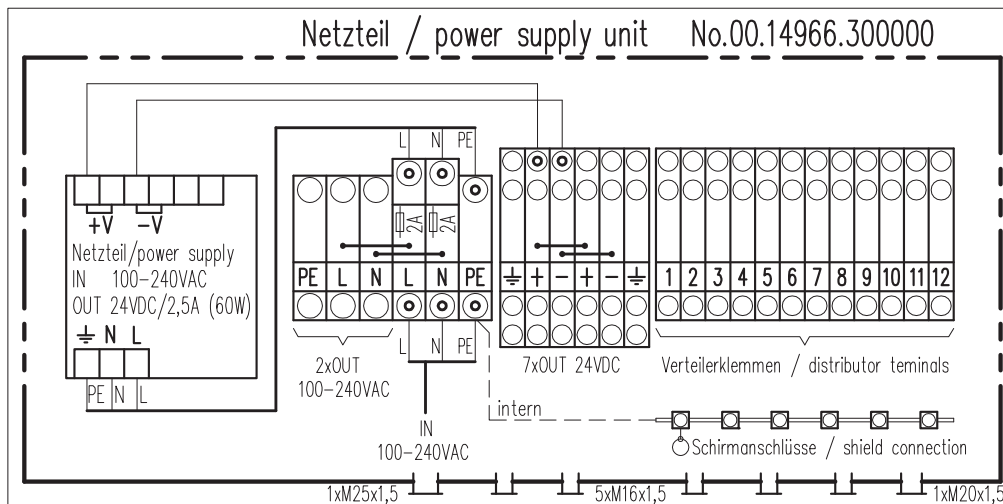 Netzteil / power supply unit No.00.14966.300000
L N PE
+V -V
2A 2A
Netzteil/power supply
IN 100-240VAC
OUT 24VDC/2,5A (60W)
N L
PE N L
PE L N L N PE
+ - + -
1 2 3 4 5 6 7 8 9 10 11 12
L N PE
2xOUT
100-240VAC
7xOUT 24VDC
Verteilerklemmen / distributor teminals
intern
IN
100-240VAC
Schirmanschlüsse / shield connection
1xM25x1,5 5xM16x1,5 1xM20x1,5